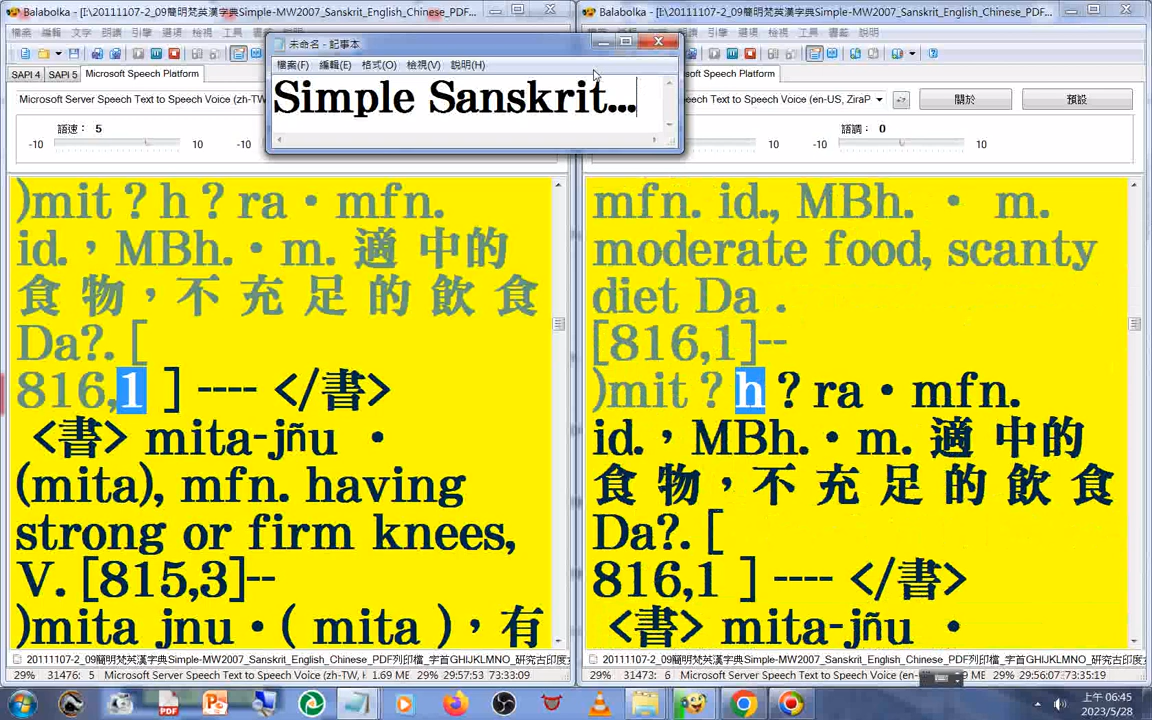 Balabolka - [I:\20111107-2_09簡明梵英漢字典Simple-MW2007_Sanskrit_English_Chinese_PDF...
Balabolka - [I:\20111107-2_09簡明梵英漢字典Simple-MW2007_Sanskrit_English_Chinese_PDF...
未命名 - 記事本
檔案(F) 編輯(E) 格式(O) 檢視(V) 說明(H)
Simple Sanskrit...
SAPI 4 SAPI 5 Microsoft Speech Platform
Speech Platform
Microsoft Server Speech Text to Speech Voice (zh-TW
eech Text to Speech Voice (en-US, ZiraP
關於 預設
語速： 5
-10 10 -10
語調： 0
10 -10 10
)mit ? h ? ra・mfn.
id.，MBh.・m. 適 中的
食 物，不 充 足 的 飲 食
Da?. [
816,1 ] ---- </書>
<書> mita-jñu ・
(mita), mfn. having
strong or firm knees,
V. [815,3]--
)mita jnu・( mita )，有
mfn. id., MBh. ・ m.
moderate food, scanty
diet Da .
[816,1]--
)mit ? h ? ra・mfn.
id.，MBh.・m. 適 中的
食 物，不 充 足 的 飲 食
Da?. [
816,1 ] ---- </書>
<書> mita-jñu ・
20111107-2_09簡明梵英漢字典Simple-MW2007_Sanskrit_English_Chinese_PDF列印檔_字首GHIJKLMNO_研究古印度
20111107-2_09簡明梵英漢字典Simple-MW2007_Sanskrit_English_Chinese_PDF列印檔_字首GHIJKLMNO_研究古印度
29% 31476: 5 Microsoft Server Speech Text to Speech Voice (zh-TW, H 1.69 MB 29% 29:57:53 73:33:09
29% 31473: 6 Microsoft Server Speech Text to Speech Voice 29% 29:56:07 73:35:19
上午 06:45
2023/5/28